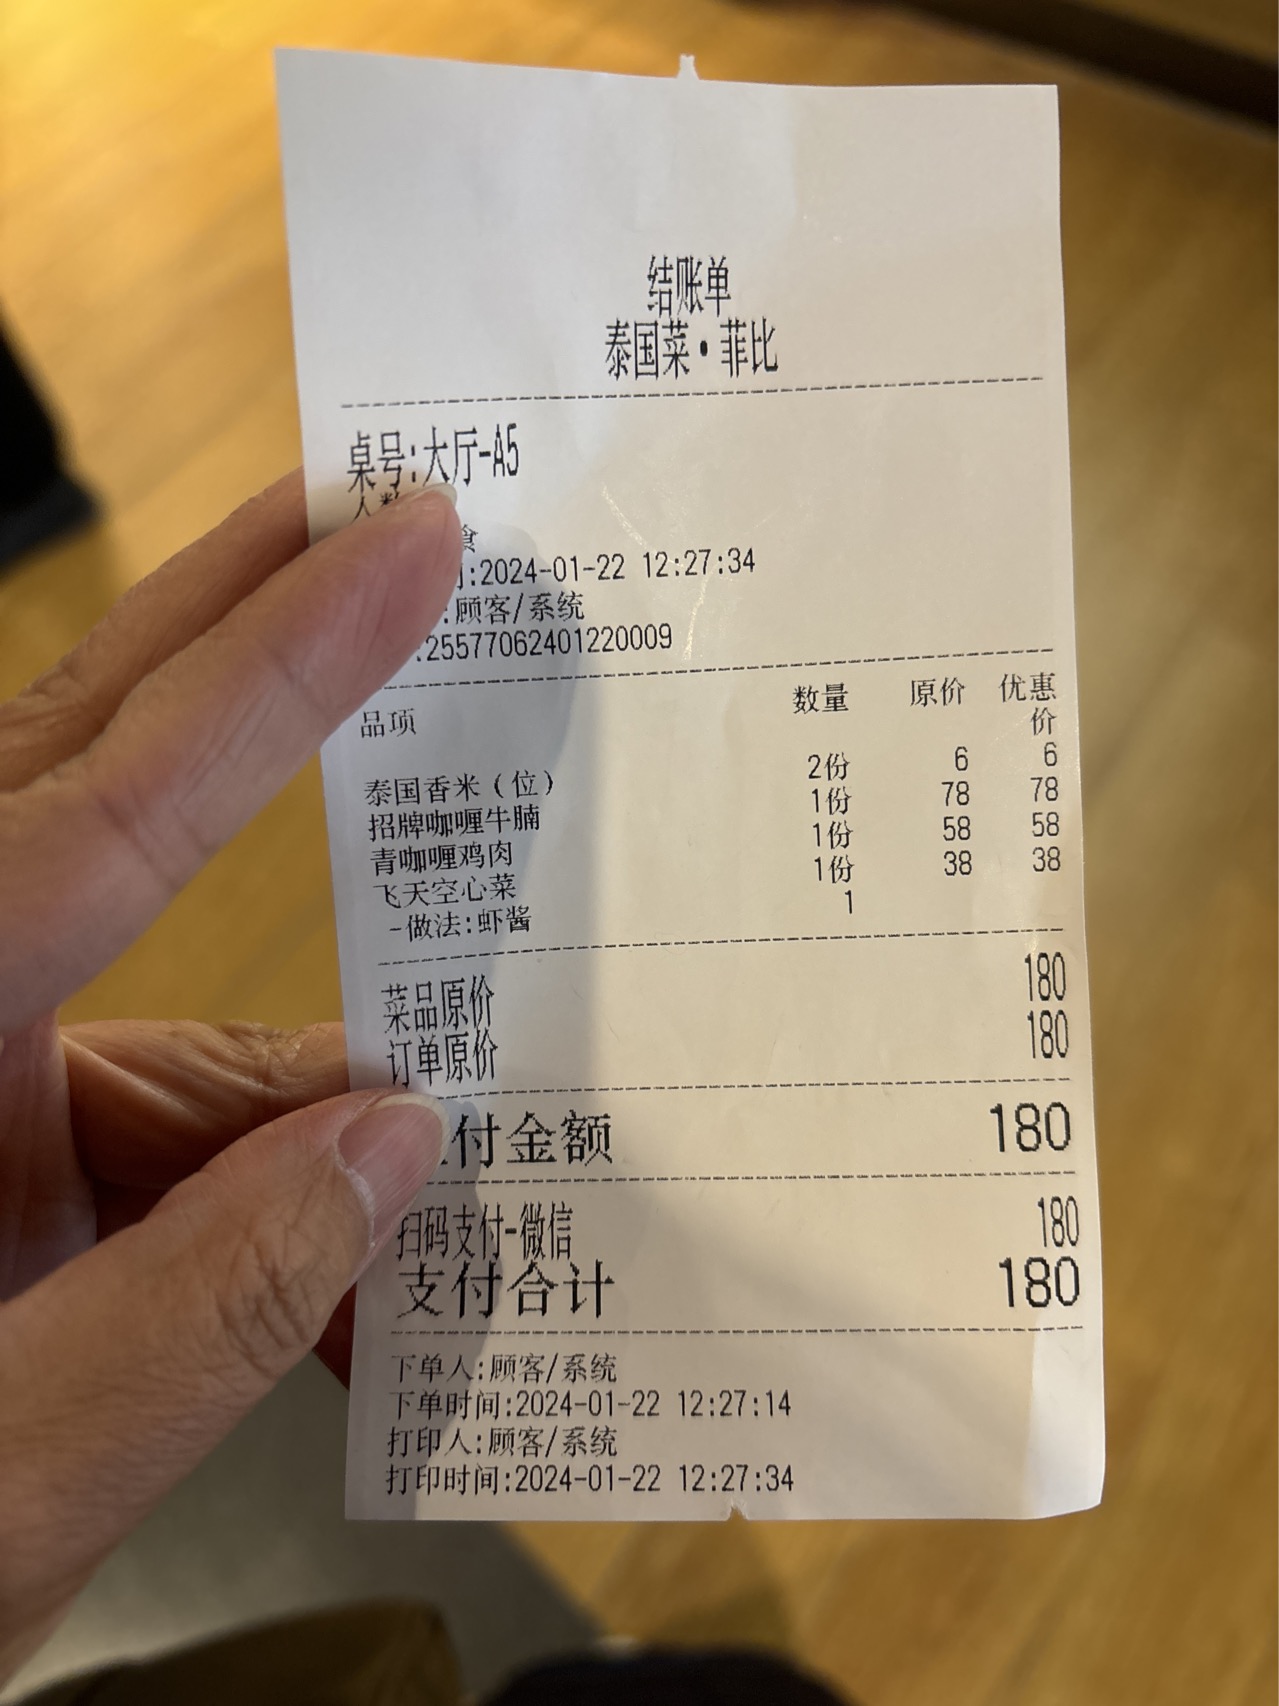 结账单
泰国菜·菲比
桌号:大厅-A5
人数
食
:2024-01-22 12:27:34
:顾客/系统
:25577062401220009
品项 数量 原价 优惠价
泰国香米(位) 2份 6 6
招牌咖喱牛腩 1份 78 78
青咖喱鸡肉 1份 58 58
飞天空心菜 1份 38 38
-做法:虾酱 1
菜品原价 180
订单原价 180
付金额 180
扫码支付-微信 180
支付合计 180
下单人:顾客/系统
下单时间:2024-01-22 12:27:14
打印人:顾客/系统
打印时间:2024-01-22 12:27:34